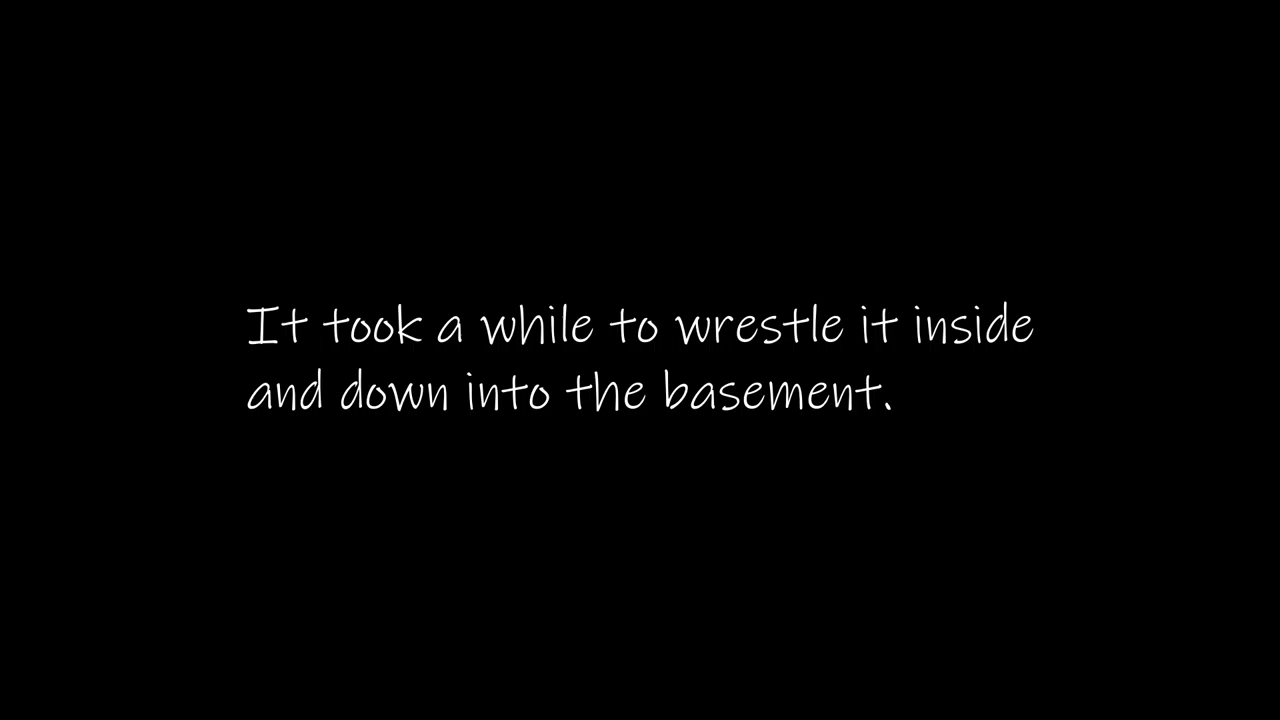 It took a while to wrestle it inside
and down into the basement.